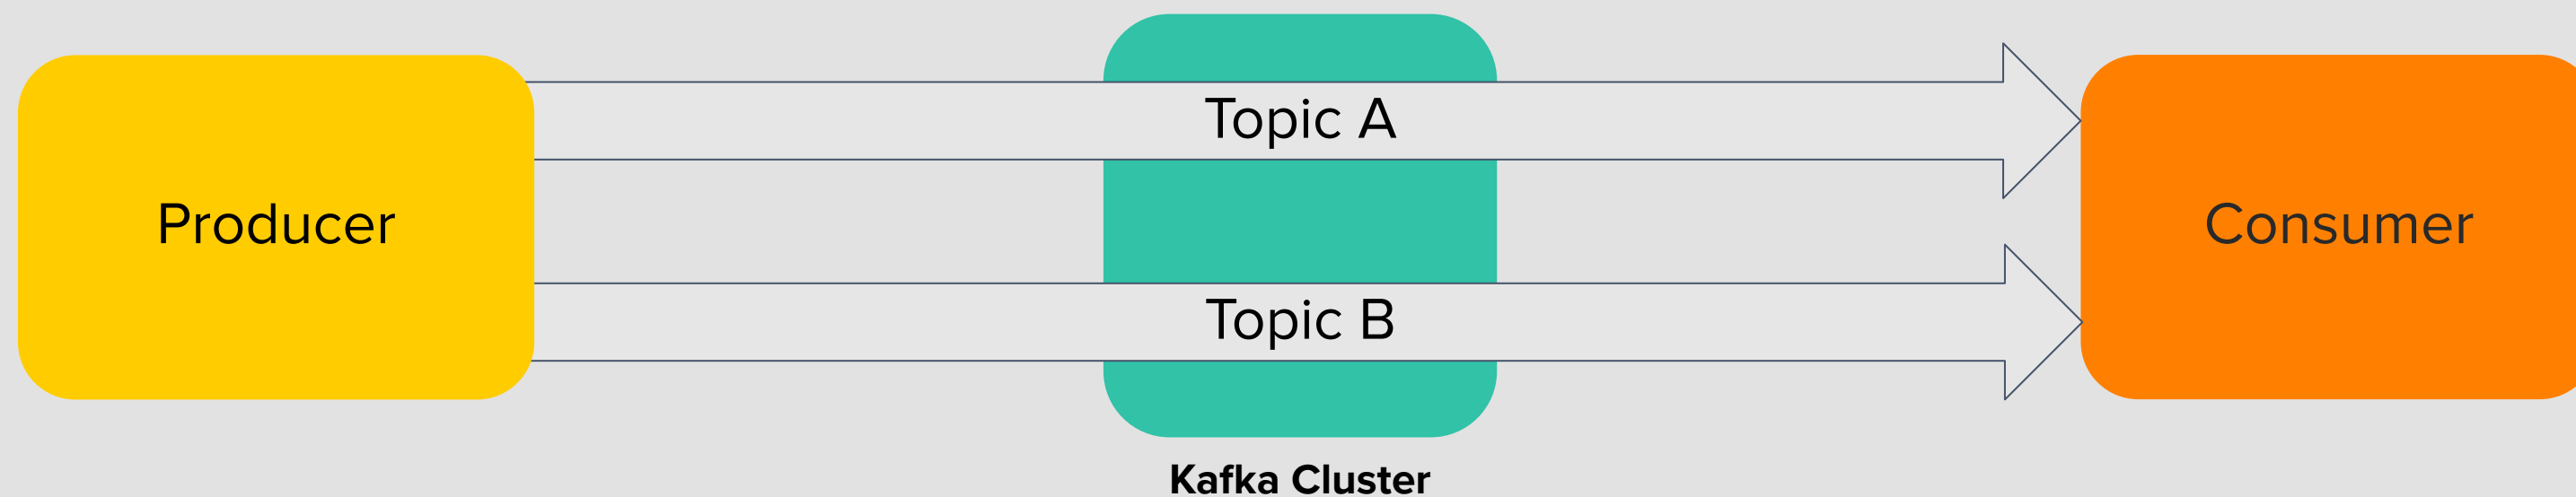 Topic A
Producer
Consumer
Topic B
Kafka Cluster